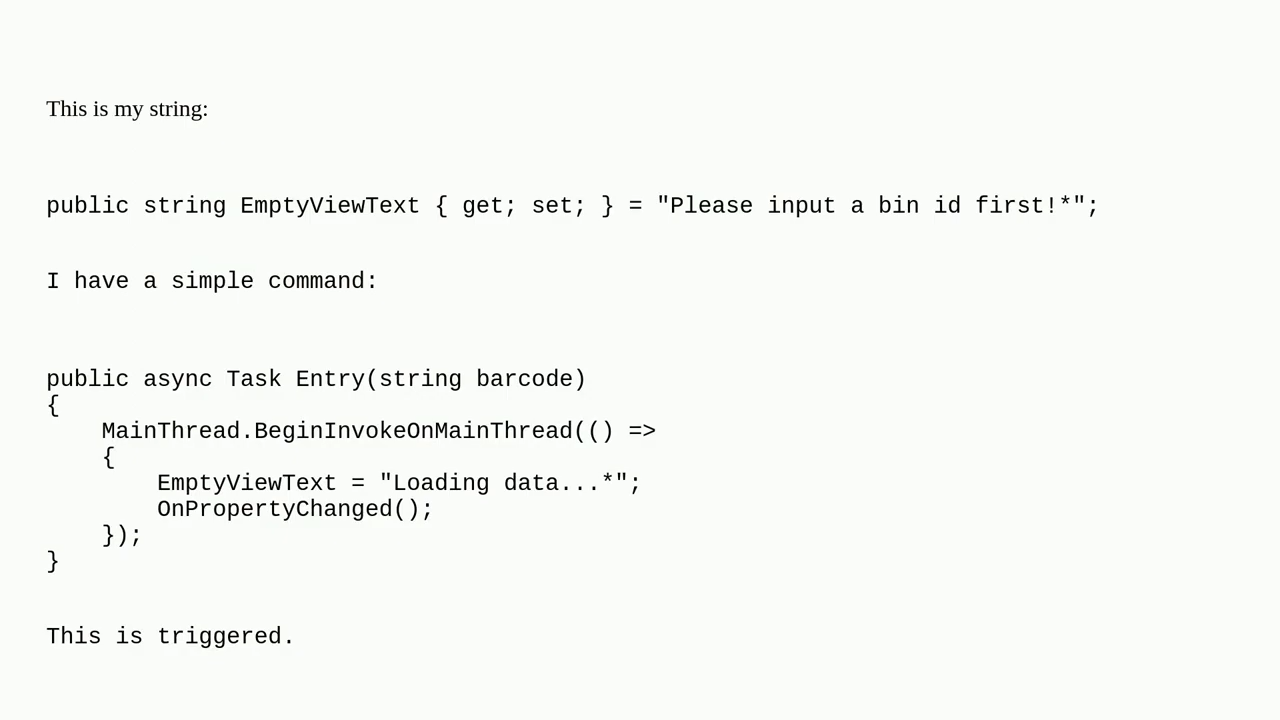 This is my string:
public string EmptyViewText { get; set; } = "Please input a bin id first!*";
I have a simple command:
public async Task Entry(string barcode)
{
    MainThread.BeginInvokeOnMainThread(() =>
    {
        EmptyViewText = "Loading data...*";
        OnPropertyChanged();
    });
}
This is triggered.